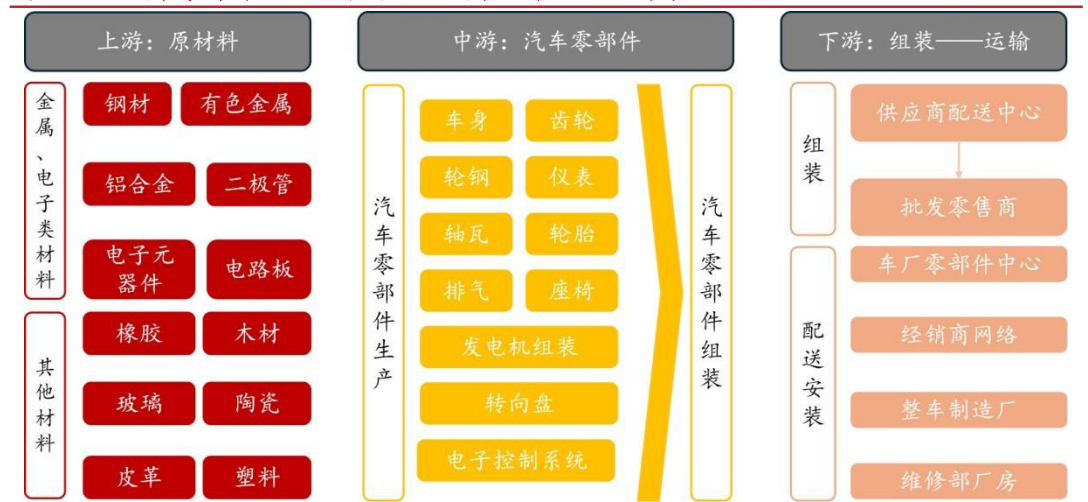 上游：原材料
金属、电子类材料
钢材
有色金属
铝合金
二极管
电子元
器件
电路板
其他材料
橡胶
木材
玻璃
陶瓷
皮革
塑料
中游：汽车零部件
汽车零部件生产
车身
齿轮
轮钢
仪表
轴瓦
轮胎
排气
座椅
发电机组装
转向盘
电子控制系统
汽车零部件组装
下游：组装——运输
组装
供应商配送中心
批发零售商
配送安装
车厂零部件中心
经销商网络
整车制造厂
维修部厂房